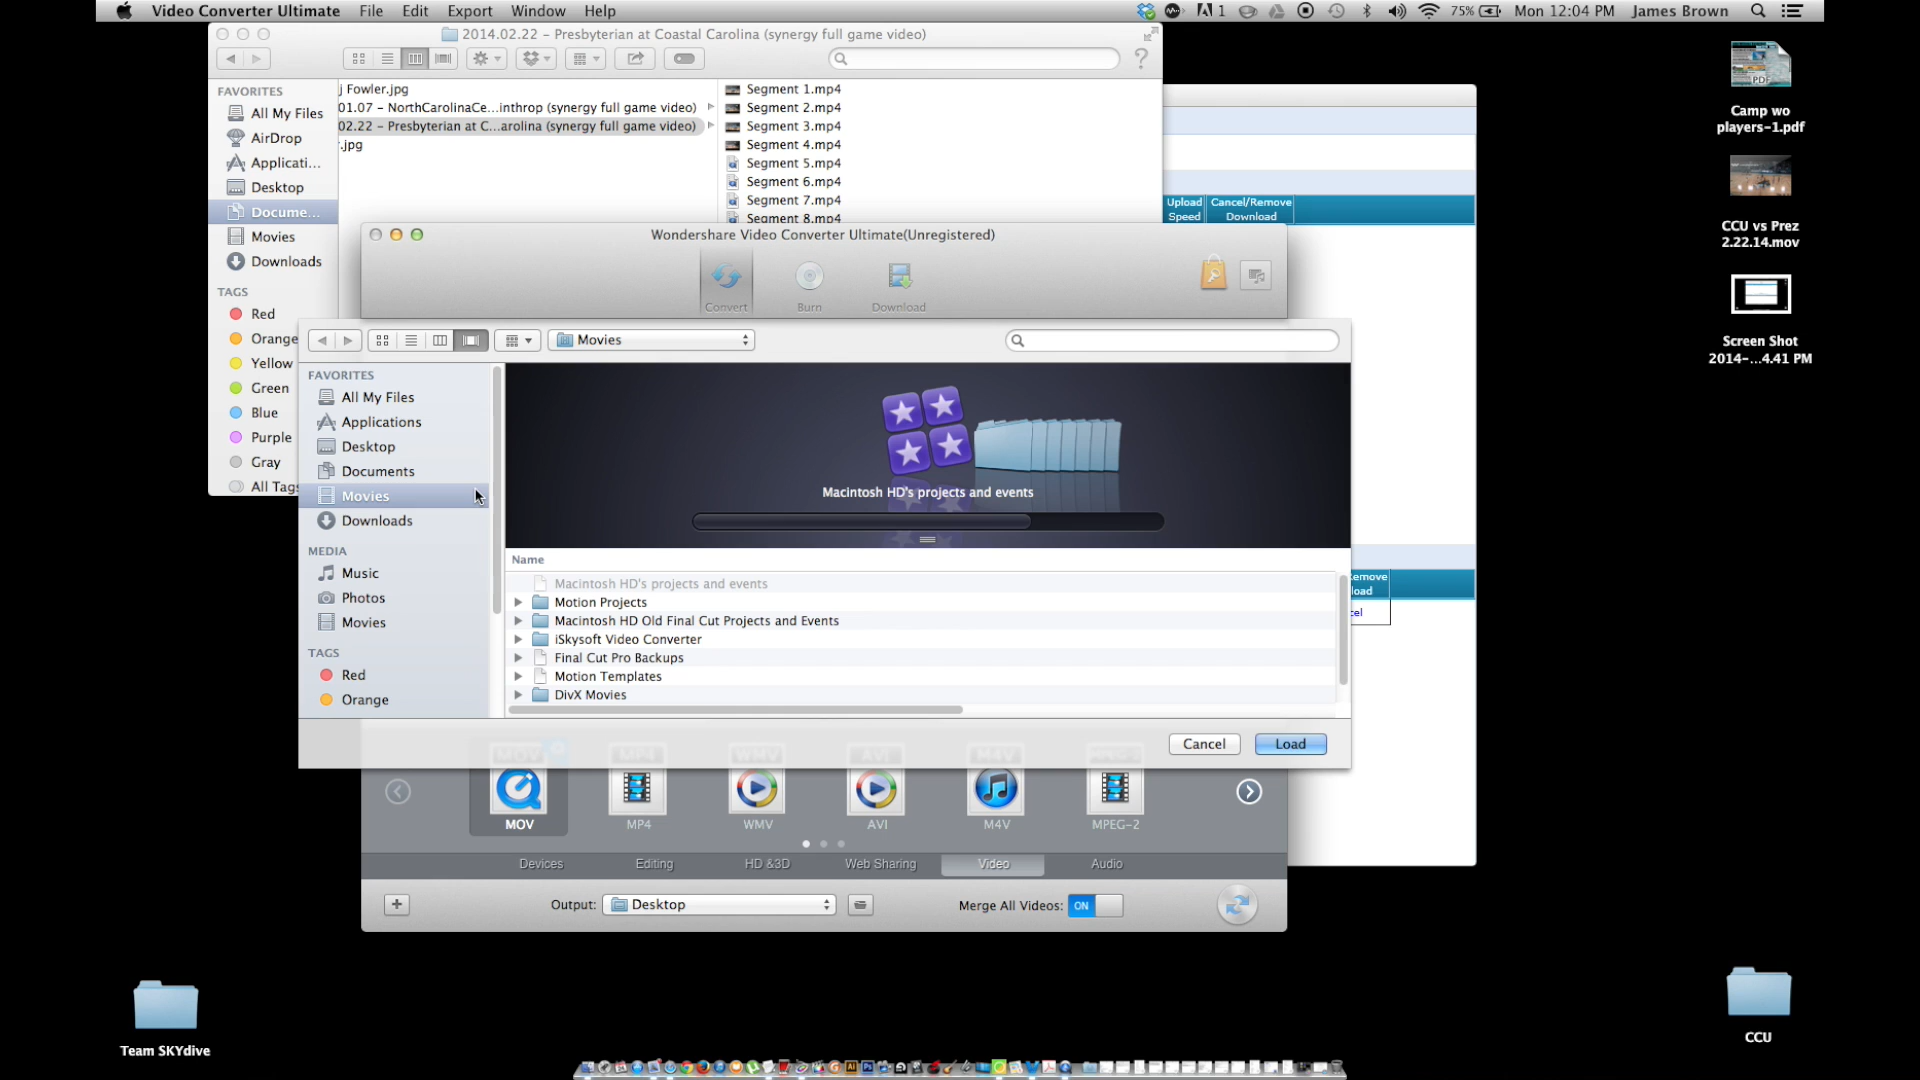 Video Converter Ultimate File Edit Export Window Help
1 75% Mon 12:04 PM James Brown
2014.02.22 – Presbyterian at Coastal Carolina (synergy full game video)
FAVORITES
All My Files
AirDrop
Applicati...
Desktop
Docume...
Movies
Downloads
TAGS
Red
Orange
Yellow
Green
Blue
Purple
Gray
All Tags
j Fowler.jpg
01.07 – NorthCarolinaCe...inthrop (synergy full game video)
02.22 – Presbyterian at C...arolina (synergy full game video)
r.jpg
Segment 1.mp4
Segment 2.mp4
Segment 3.mp4
Segment 4.mp4
Segment 5.mp4
Segment 6.mp4
Segment 7.mp4
Segment 8.mp4
Upload Speed
Cancel/Remove Download
Wondershare Video Converter Ultimate(Unregistered)
Convert Burn Download
Movies
FAVORITES
All My Files
Applications
Desktop
Documents
Movies
Downloads
MEDIA
Music
Photos
Movies
TAGS
Red
Orange
Macintosh HD's projects and events
Name
Macintosh HD's projects and events
Motion Projects
Macintosh HD Old Final Cut Projects and Events
iSkysoft Video Converter
Final Cut Pro Backups
Motion Templates
DivX Movies
Cancel Load
MOV MP4 WMV AVI M4V MPEG-2
MOV MP4 WMV AVI M4V MPEG-2
Devices Editing HD &3D Web Sharing Video Audio
Output: Desktop Merge All Videos: ON
PDF
Camp wo
players-1.pdf
CCU vs Prez
2.22.14.mov
Screen Shot
2014-...4.41 PM
Team SKYdive
CCU